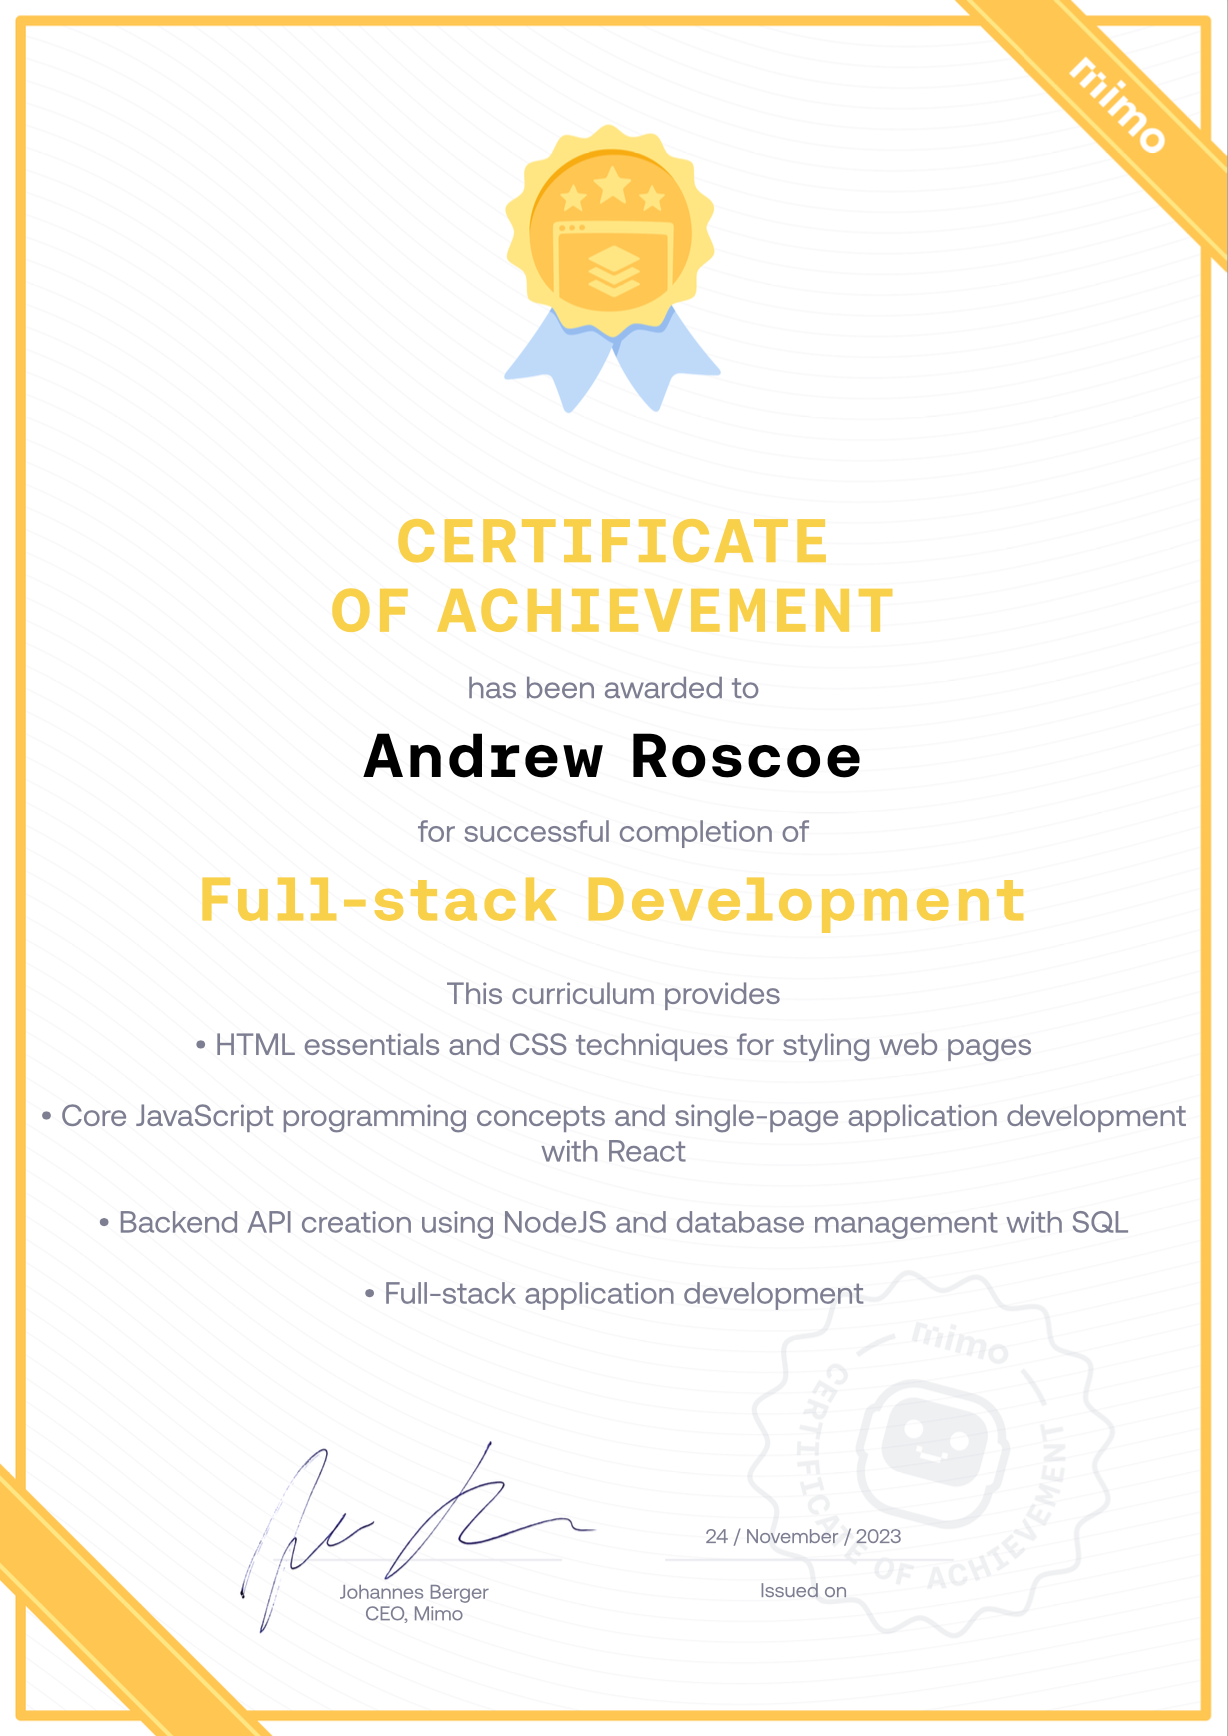 mimo
CERTIFICATE
OF ACHIEVEMENT
has been awarded to
Andrew Roscoe
for successful completion of
Full-stack Development
This curriculum provides
• HTML essentials and CSS techniques for styling web pages
• Core JavaScript programming concepts and single-page application development
with React
• Backend API creation using NodeJS and database management with SQL
• Full-stack application development
mimo
CERTIFICATE OF ACHIEVEMENT
24 / November / 2023
Issued on
Johannes Berger
CEO, Mimo